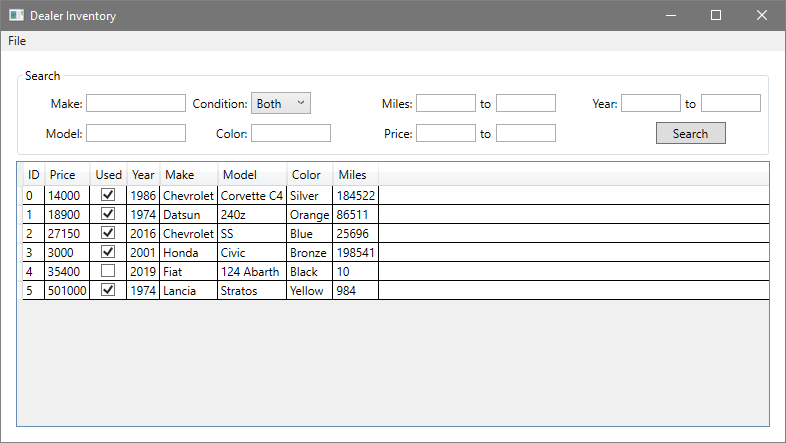 Dealer Inventory
File
Search
Make: Condition: Both Miles: to Year: to
Model: Color: Price: to Search
ID Price Used Year Make Model Color Miles
0 14000 1986 Chevrolet Corvette C4 Silver 184522
1 18900 1974 Datsun 240z Orange 86511
2 27150 2016 Chevrolet SS Blue 25696
3 3000 2001 Honda Civic Bronze 198541
4 35400 2019 Fiat 124 Abarth Black 10
5 501000 1974 Lancia Stratos Yellow 984